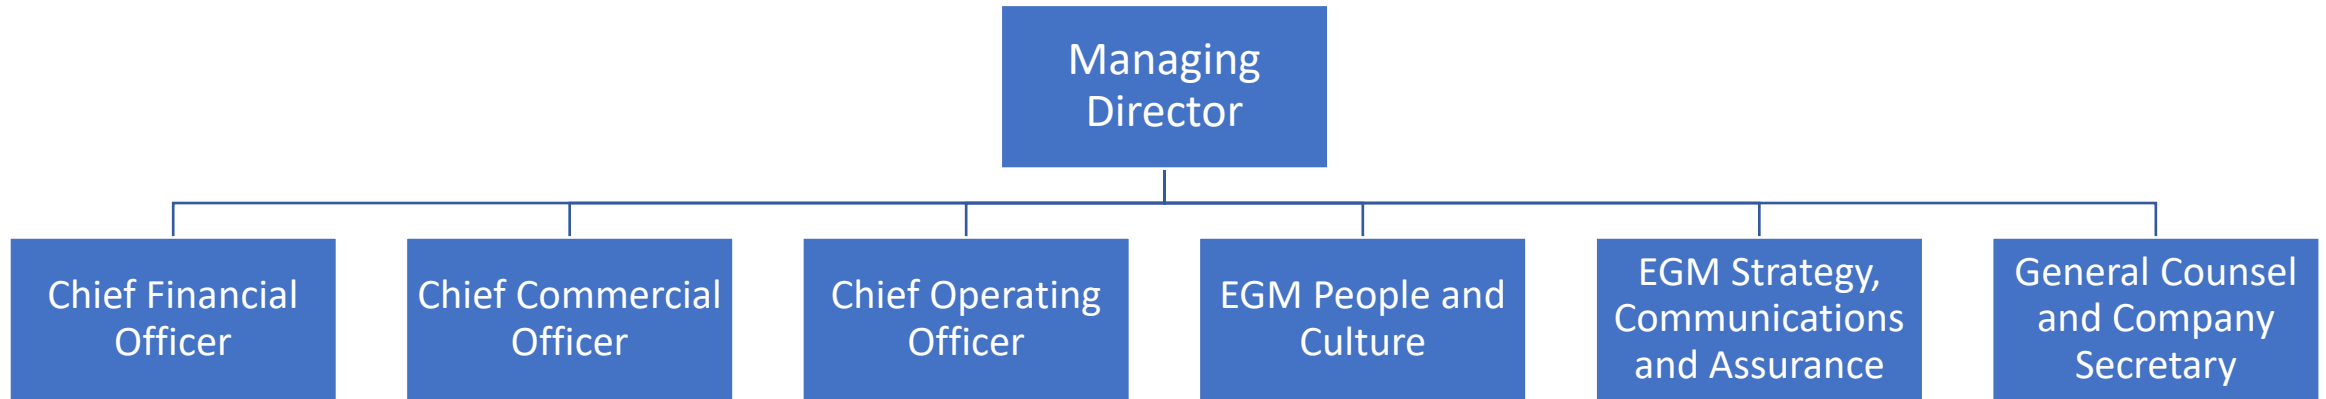 Managing
Director
Chief Financial
Officer
Chief Commercial
Officer
Chief Operating
Officer
EGM People and
Culture
EGM Strategy,
Communications
and Assurance
General Counsel
and Company
Secretary